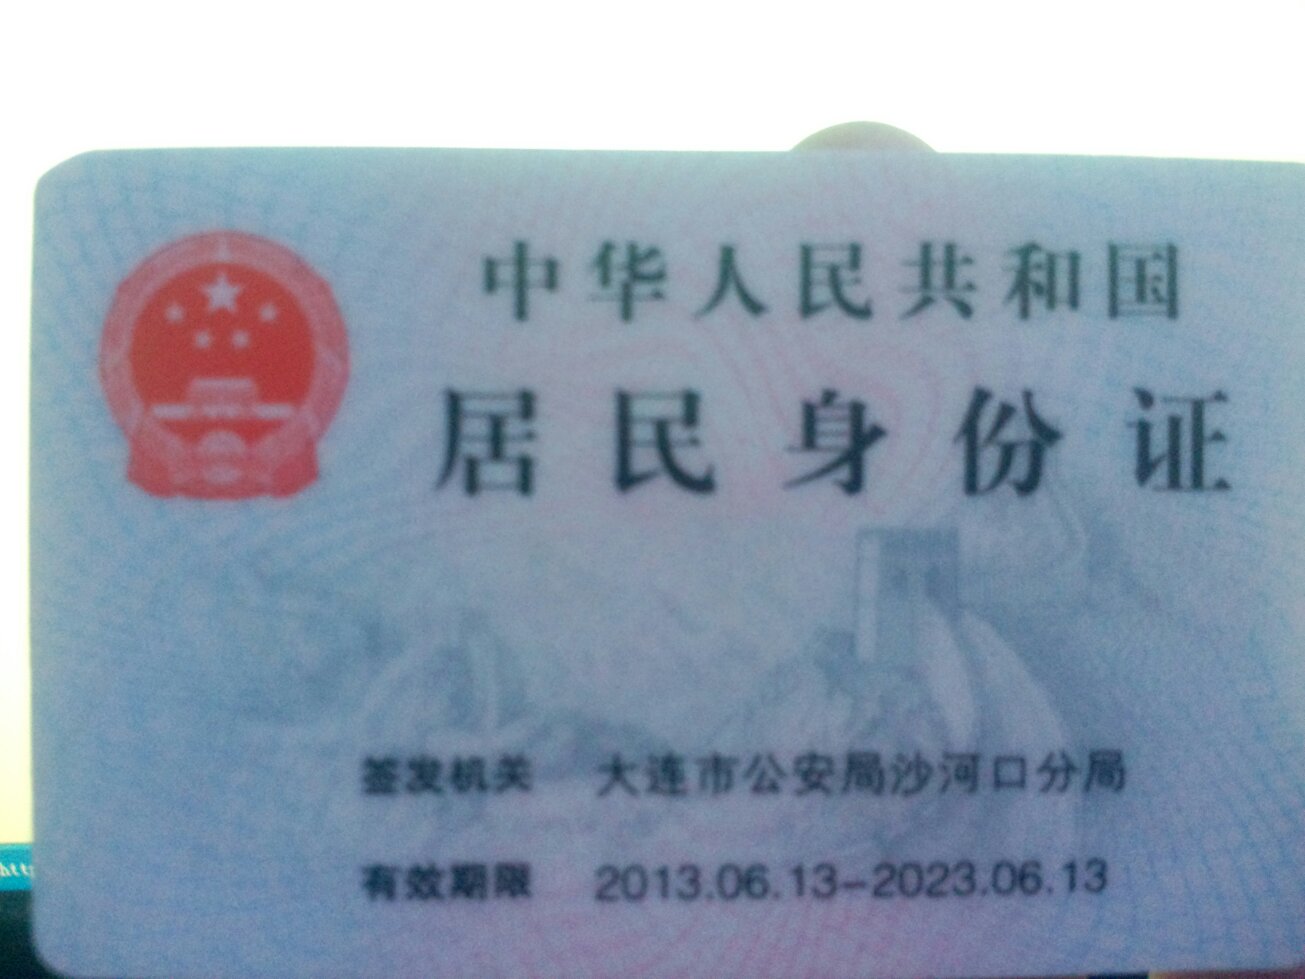 中华人民共和国
居民身份证
签发机关 大连市公安局沙河口分局
有效期限 2013.06.13-2023.06.13
htt